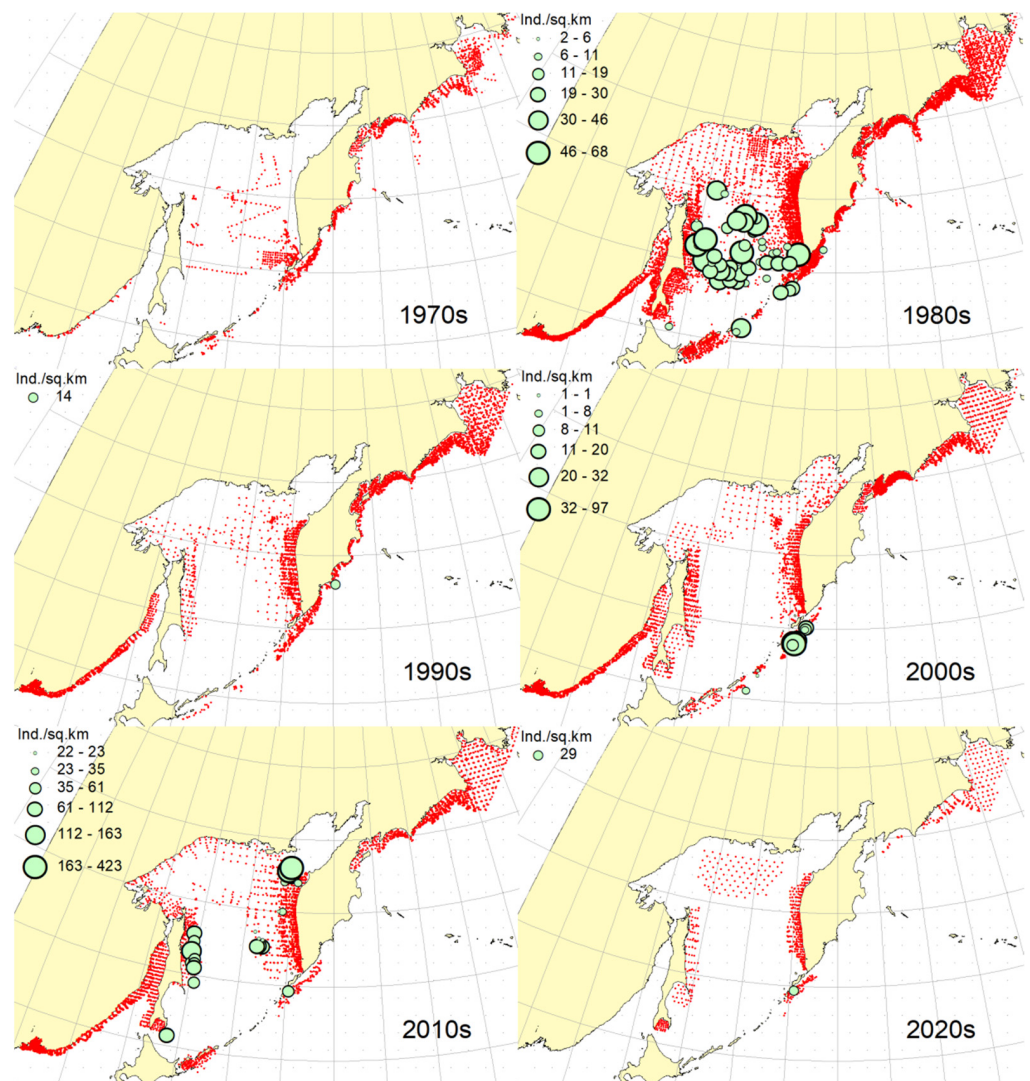 1970s
Ind./sq.km
2 - 6
6 - 11
11 - 19
19 - 30
30 - 46
46 - 68
1980s
Ind./sq.km
14
1990s
Ind./sq.km
1 - 1
1 - 8
8 - 11
11 - 20
20 - 32
32 - 97
2000s
Ind./sq.km
22 - 23
23 - 35
35 - 61
61 - 112
112 - 163
163 - 423
2010s
Ind./sq.km
29
2020s